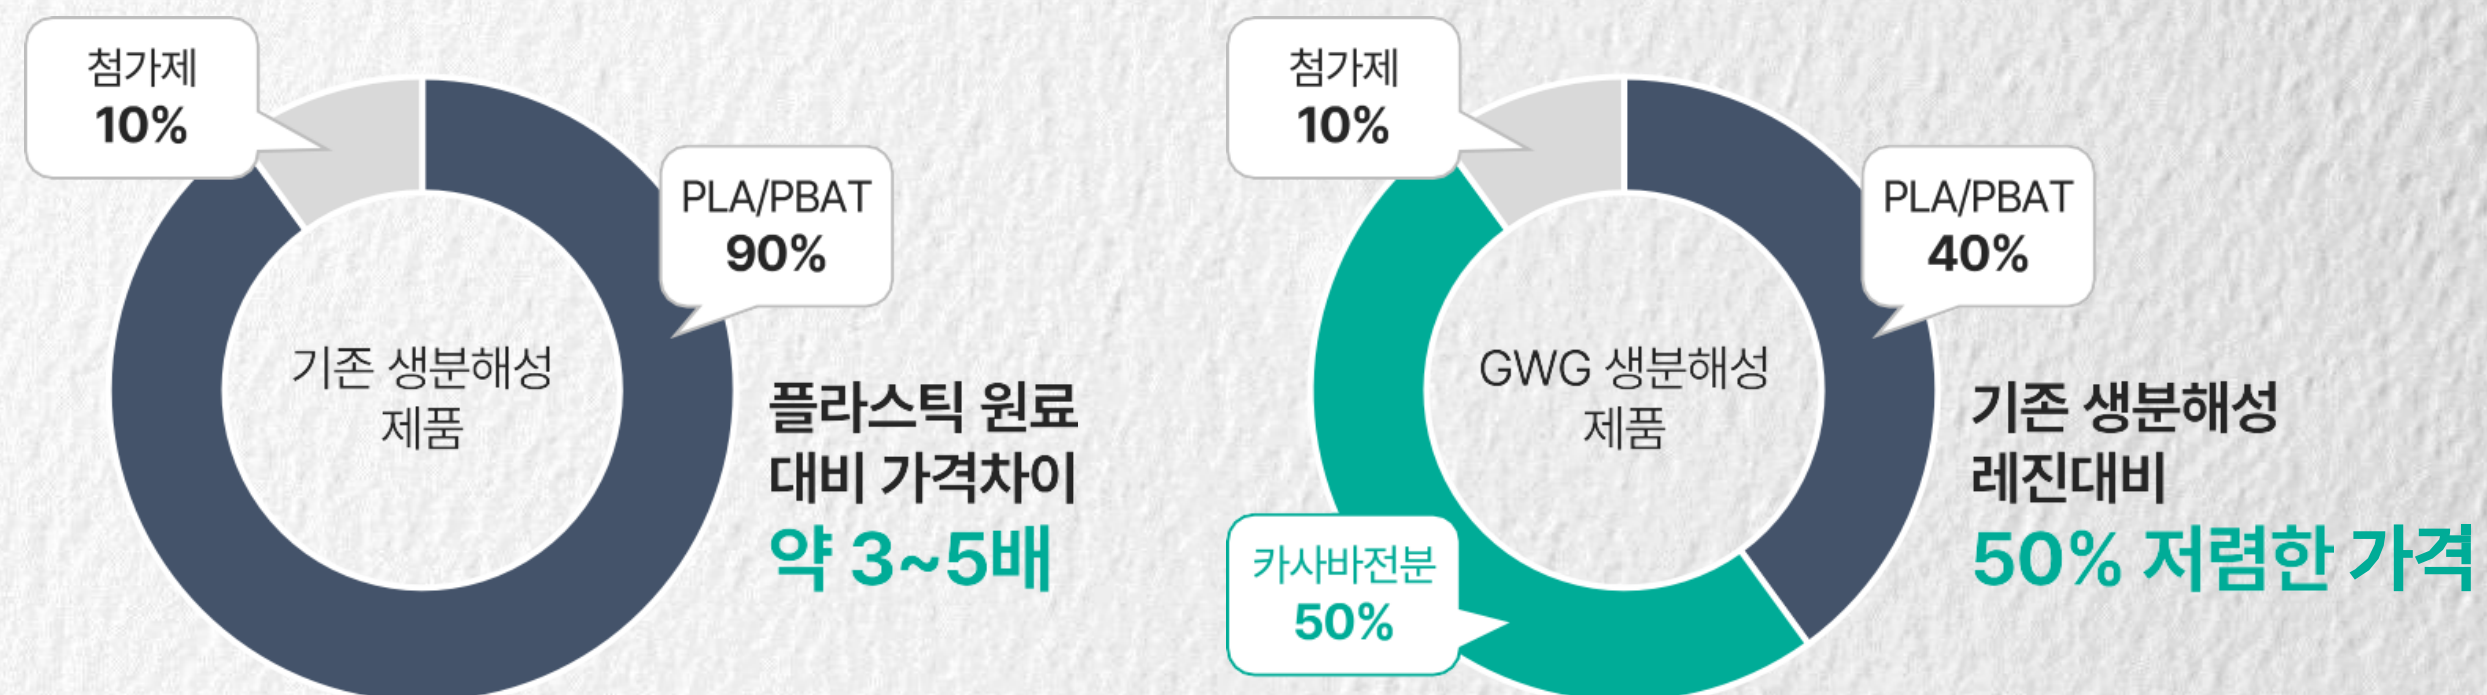 첨가제
10%
PLA/PBAT
90%
기존 생분해성
제품
플라스틱 원료
대비 가격차이
약 3~5배
첨가제
10%
PLA/PBAT
40%
GWG 생분해성
제품
카사바전분
50%
기존 생분해성
레진대비
50% 저렴한 가격